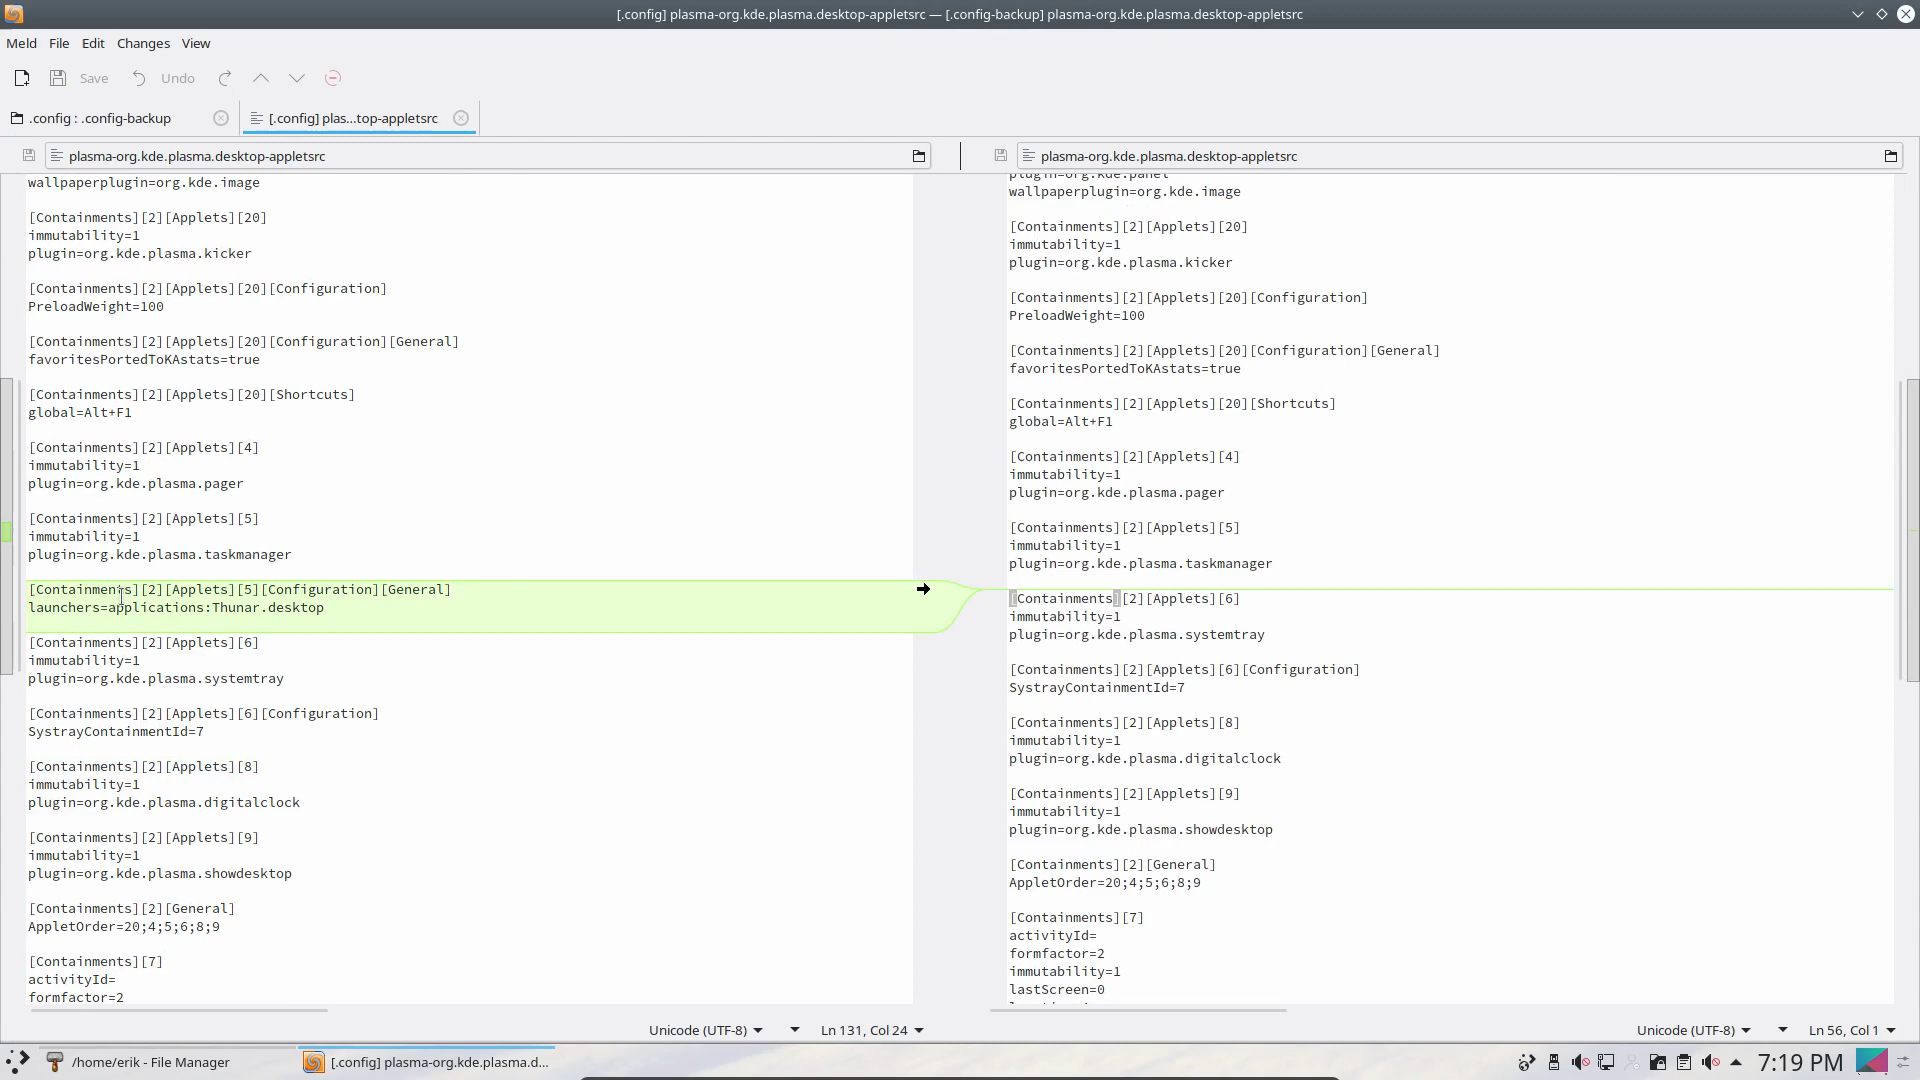 [.config] plasma-org.kde.plasma.desktop-appletsrc — [.config-backup] plasma-org.kde.plasma.desktop-appletsrc
Meld File Edit Changes View
Save Undo
.config : .config-backup
[.config] plas...top-appletsrc
plasma-org.kde.plasma.desktop-appletsrc
wallpaperplugin=org.kde.image
[Containments][2][Applets][20]
immutability=1
plugin=org.kde.plasma.kicker
[Containments][2][Applets][20][Configuration]
PreloadWeight=100
[Containments][2][Applets][20][Configuration][General]
favoritesPortedToKAstats=true
[Containments][2][Applets][20][Shortcuts]
global=Alt+F1
[Containments][2][Applets][4]
immutability=1
plugin=org.kde.plasma.pager
[Containments][2][Applets][5]
immutability=1
plugin=org.kde.plasma.taskmanager
[Containments][2][Applets][5][Configuration][General]
launchers=applications:Thunar.desktop
[Containments][2][Applets][6]
immutability=1
plugin=org.kde.plasma.systemtray
[Containments][2][Applets][6][Configuration]
SystrayContainmentId=7
[Containments][2][Applets][8]
immutability=1
plugin=org.kde.plasma.digitalclock
[Containments][2][Applets][9]
immutability=1
plugin=org.kde.plasma.showdesktop
[Containments][2][General]
AppletOrder=20;4;5;6;8;9
[Containments][7]
activityId=
formfactor=2
Unicode (UTF-8) Ln 131, Col 24
plasma-org.kde.plasma.desktop-appletsrc
plugin=org.kde.panel
wallpaperplugin=org.kde.image
[Containments][2][Applets][20]
immutability=1
plugin=org.kde.plasma.kicker
[Containments][2][Applets][20][Configuration]
PreloadWeight=100
[Containments][2][Applets][20][Configuration][General]
favoritesPortedToKAstats=true
[Containments][2][Applets][20][Shortcuts]
global=Alt+F1
[Containments][2][Applets][4]
immutability=1
plugin=org.kde.plasma.pager
[Containments][2][Applets][5]
immutability=1
plugin=org.kde.plasma.taskmanager
[Containments][2][Applets][6]
immutability=1
plugin=org.kde.plasma.systemtray
[Containments][2][Applets][6][Configuration]
SystrayContainmentId=7
[Containments][2][Applets][8]
immutability=1
plugin=org.kde.plasma.digitalclock
[Containments][2][Applets][9]
immutability=1
plugin=org.kde.plasma.showdesktop
[Containments][2][General]
AppletOrder=20;4;5;6;8;9
[Containments][7]
activityId=
formfactor=2
immutability=1
lastScreen=0
Unicode (UTF-8) Ln 56, Col 1
/home/erik - File Manager
[.config] plasma-org.kde.plasma.d...
7:19 PM